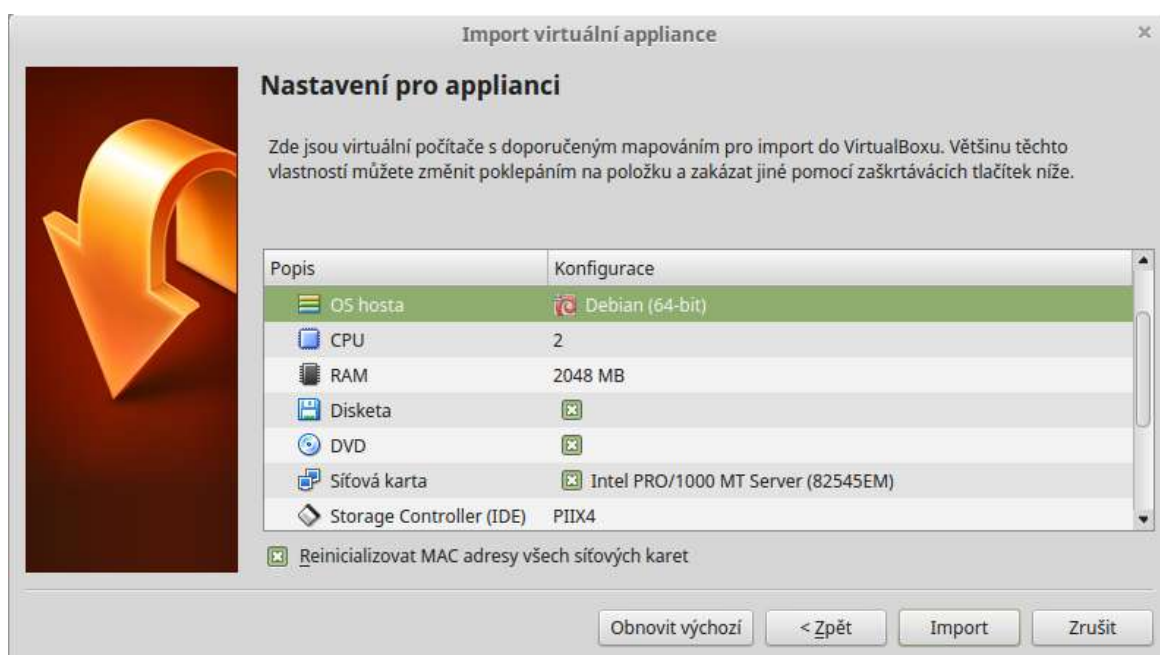 Import virtuální appliance
Nastavení pro applianci
Zde jsou virtuální počítače s doporučeným mapováním pro import do VirtualBoxu. Většinu těchto
vlastností můžete změnit poklepáním na položku a zakázat jiné pomocí zaškrtávácích tlačítek níže.
Popis Konfigurace
OS hosta Debian (64-bit)
CPU 2
RAM 2048 MB
Disketa
DVD
Síťová karta Intel PRO/1000 MT Server (82545EM)
Storage Controller (IDE) PIIX4
Reinicializovat MAC adresy všech síťových karet
Obnovit výchozí < Zpět Import Zrušit